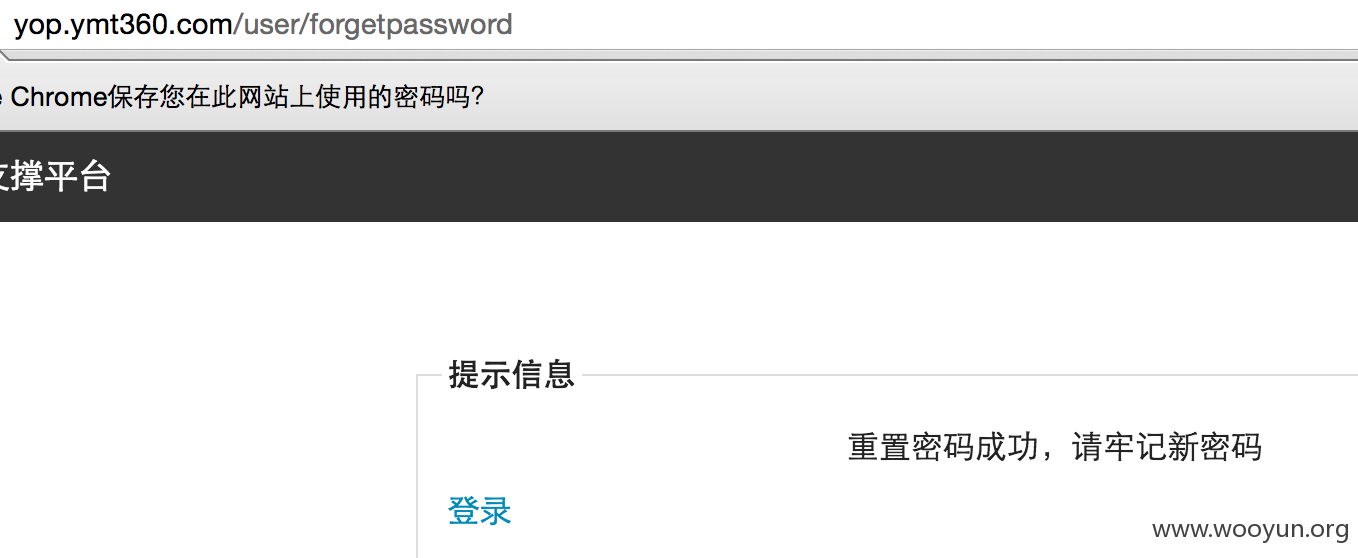 yop.ymt360.com/user/forgetpassword
Chrome保存您在此网站上使用的密码吗?
支撑平台
提示信息
重置密码成功，请牢记新密码
登录
www.wooyun.org